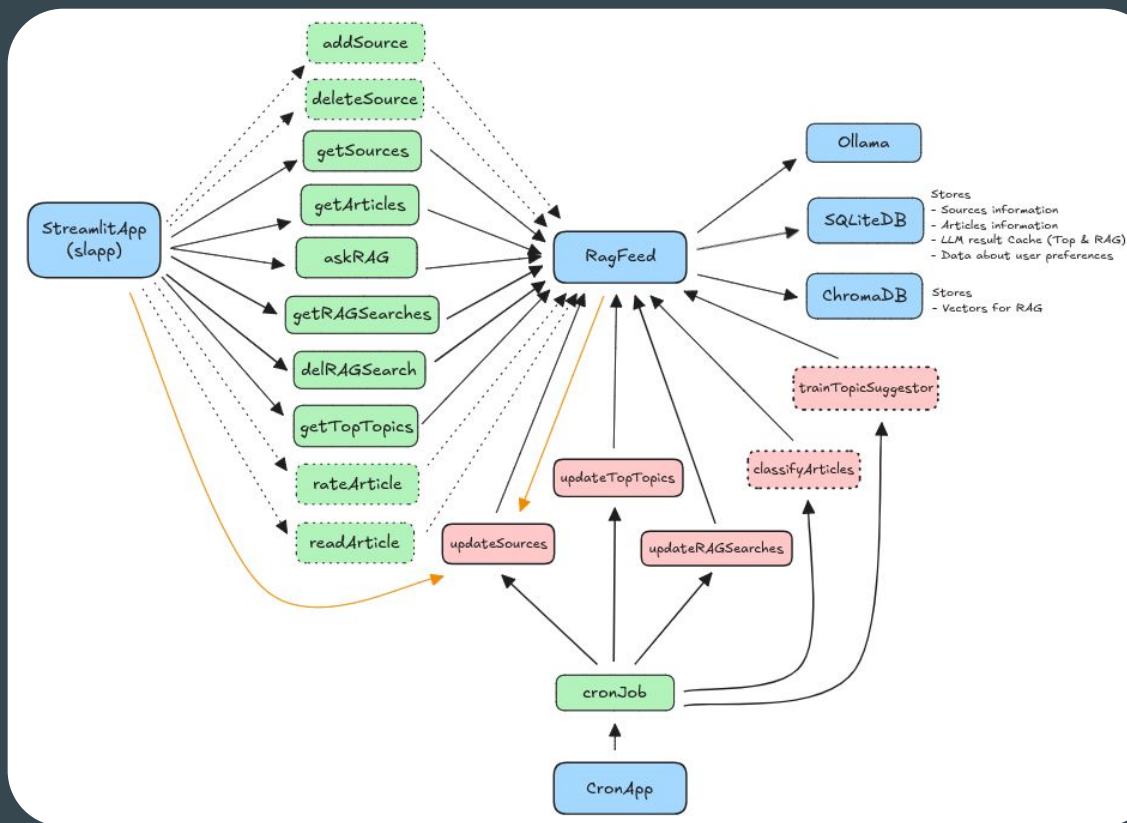 addSource
deleteSource
getSources
getArticles
askRAG
getRAGSearches
delRAGSearch
getTopTopics
rateArticle
readArticle
StreamlitApp
(slapp)
RagFeed
Ollama
SQLiteDB
Stores
- Sources information
- Articles information
- LLM result Cache (Top & RAG)
- Data about user preferences
ChromaDB
Stores
- Vectors for RAG
trainTopicSuggestor
classifyArticles
updateTopTopics
updateSources
updateRAGSearches
cronJob
CronApp